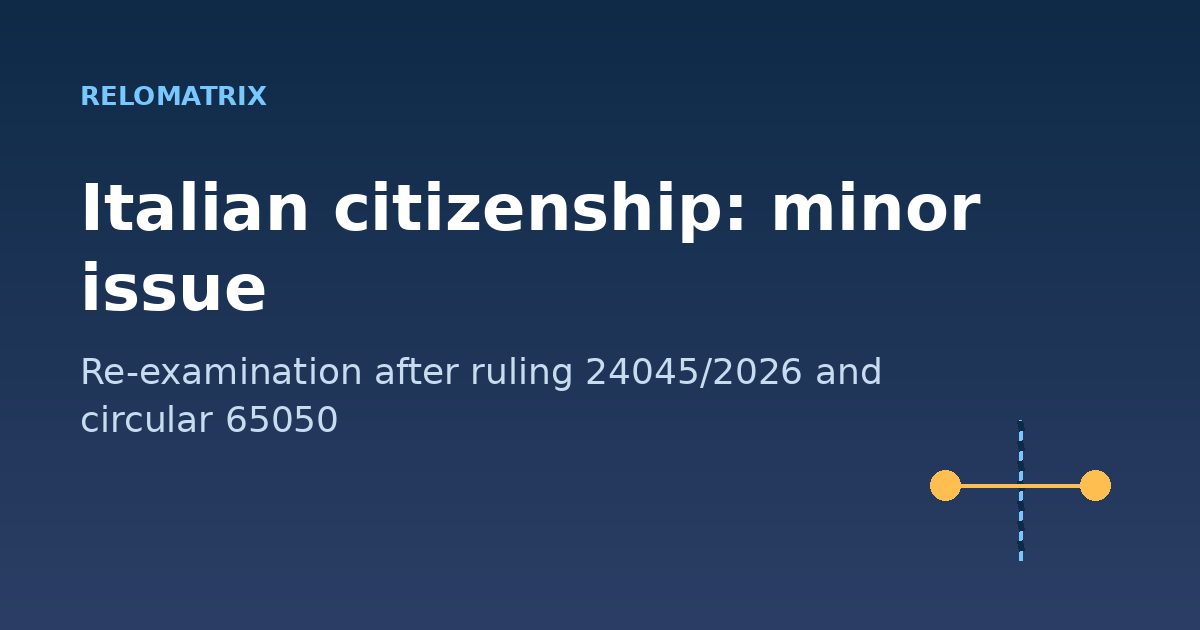 RELOMATRIX
Italian citizenship: minor
issue
Re-examination after ruling 24045/2026 and
circular 65050